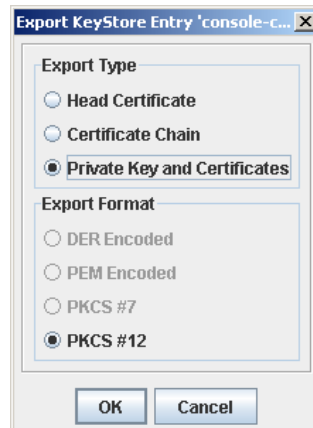 Export KeyStore Entry 'console-c...
Export Type
Head Certificate
Certificate Chain
Private Key and Certificates
Export Format
DER Encoded
PEM Encoded
PKCS #7
PKCS #12
OK Cancel